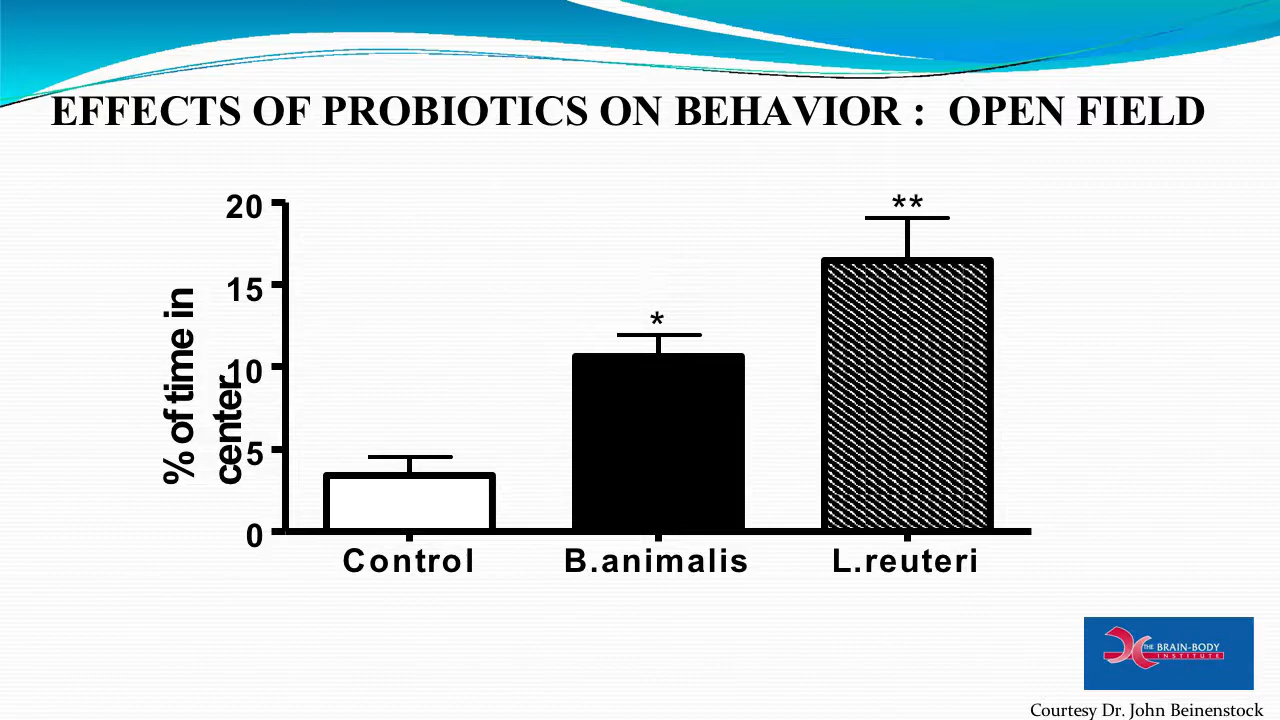 EFFECTS OF PROBIOTICS ON BEHAVIOR : OPEN FIELD
20
15
10
5
0
% of time in
center
*
**
Control B.animalis L.reuteri
THE BRAIN-BODY
INSTITUTE
Courtesy Dr. John Beinenstock